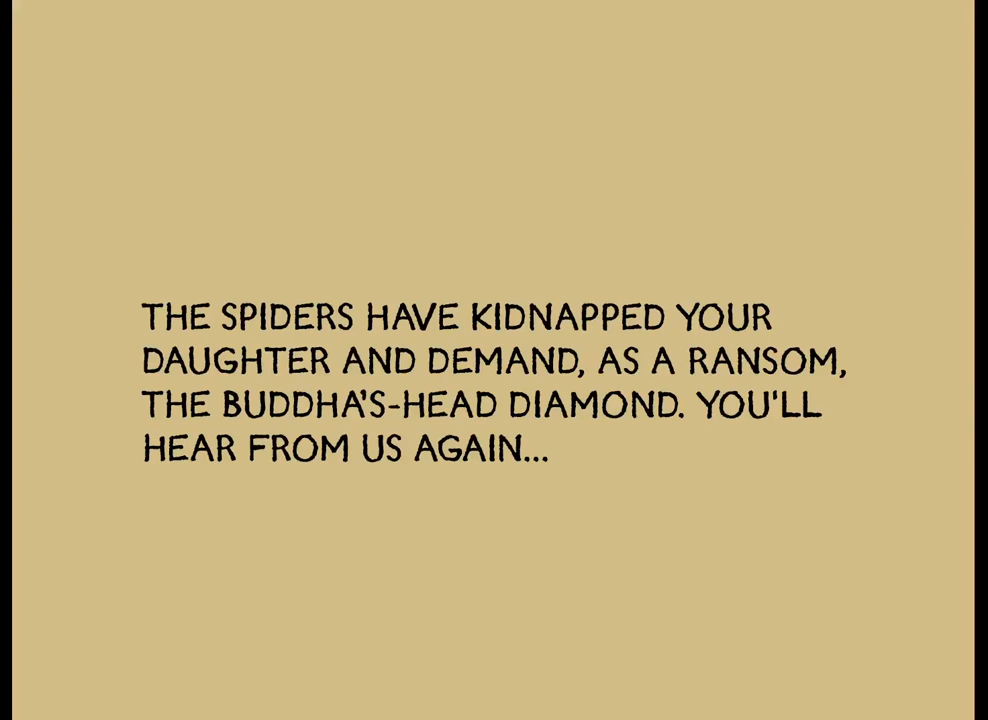 THE SPIDERS HAVE KIDNAPPED YOUR
DAUGHTER AND DEMAND, AS A RANSOM,
THE BUDDHA'S-HEAD DIAMOND. YOU'LL
HEAR FROM US AGAIN...